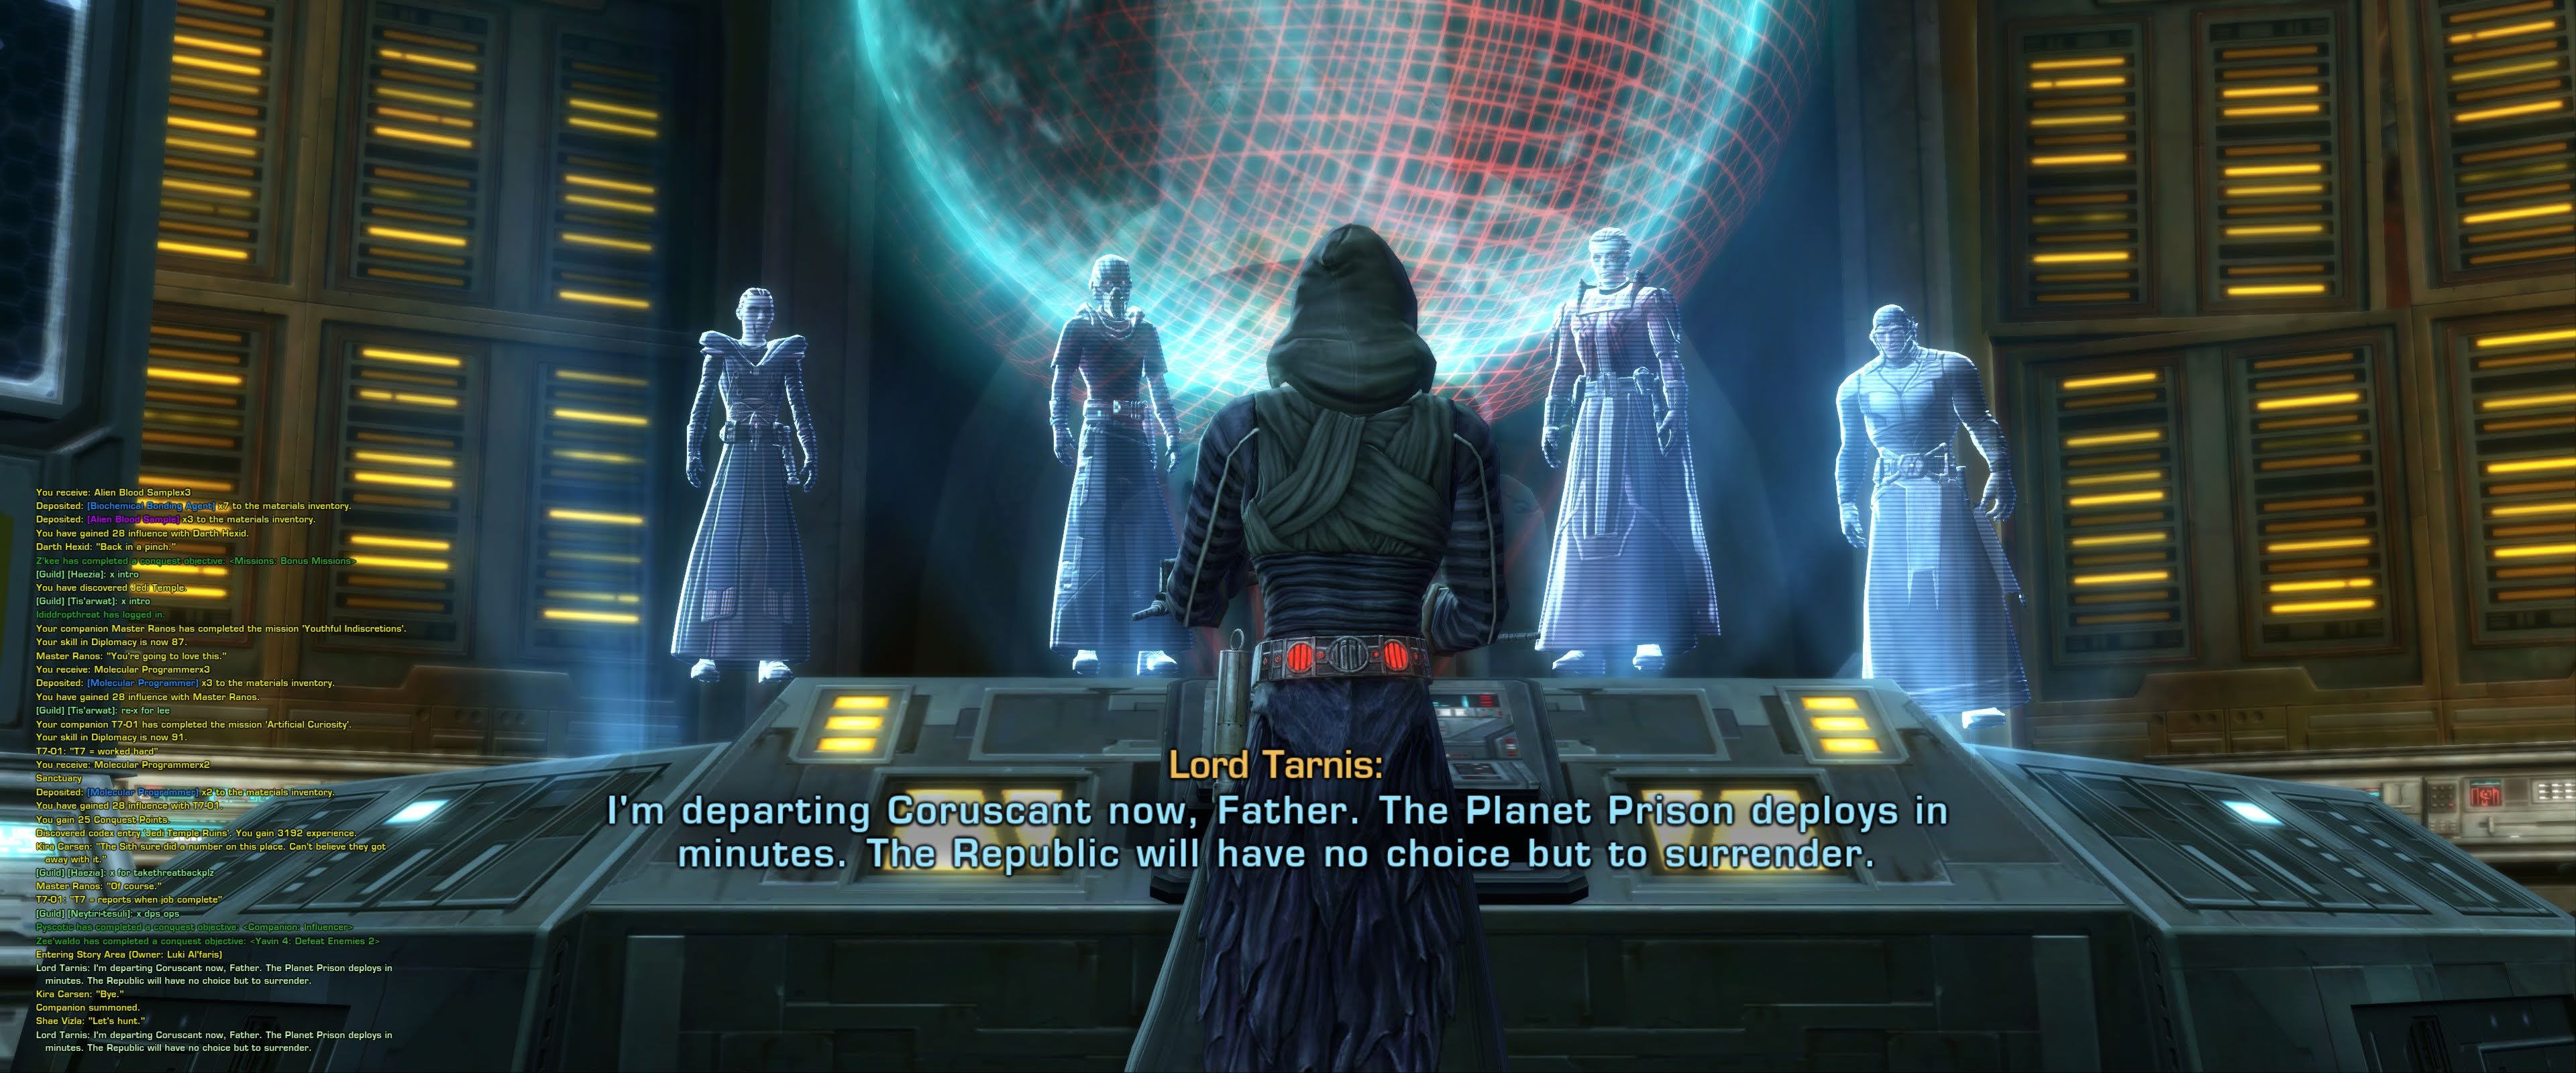 You receive: Alien Blood Samplex3
Deposited: [Biochemical Bonding Agent] x7 to the materials inventory.
Deposited: [Alien Blood Sample] x3 to the materials inventory.
You have gained 28 influence with Darth Hexid.
Darth Hexid: "Back in a pinch."
Z'kee has completed a conquest objective: <Missions: Bonus Missions>
[Guild] [Haezia]: x intro
You have discovered Jedi Temple.
[Guild] [Tis'arwat]: x intro
Ididdropthreat has logged in.
Your companion Master Ranos has completed the mission 'Youthful Indiscretions'.
Your skill in Diplomacy is now 87.
Master Ranos: "You're going to love this."
You receive: Molecular Programmerx3
Deposited: [Molecular Programmer] x3 to the materials inventory.
You have gained 28 influence with Master Ranos.
[Guild] [Tis'arwat]: re-x for lee
Your companion T7-01 has completed the mission 'Artificial Curiosity'.
Your skill in Diplomacy is now 91.
T7-01: "T7 = worked hard"
You receive: Molecular Programmerx2
Sanctuary
Deposited: [Molecular Programmer] x2 to the materials inventory.
You have gained 28 influence with T7-01.
You gain 25 Conquest Points.
Discovered codex entry 'Jedi Temple Ruins'. You gain 3192 experience.
Kira Carsen: "The Sith sure did a number on this place. Can't believe they got
away with it."
[Guild] [Haezia]: x for takethreatbackplz
Master Ranos: "Of course."
T7-01: "T7 = reports when job complete"
[Guild] [Neytiri-tesuli]: x dps ops
Pyscotic has completed a conquest objective: <Companion: Influencer>
Zee'waldo has completed a conquest objective: <Yavin 4: Defeat Enemies 2>
Entering Story Area (Owner: Luki Al'faris)
Lord Tarnis: I'm departing Coruscant now, Father. The Planet Prison deploys in
minutes. The Republic will have no choice but to surrender.
Kira Carsen: "Bye."
Companion summoned.
Shae Vizla: "Let's hunt."
Lord Tarnis: I'm departing Coruscant now, Father. The Planet Prison deploys in
minutes. The Republic will have no choice but to surrender.
Lord Tarnis:
I'm departing Coruscant now, Father. The Planet Prison deploys in
minutes. The Republic will have no choice but to surrender.